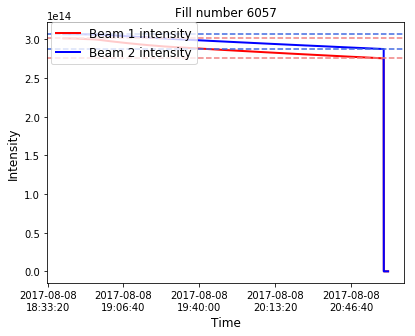 Fill number 6057
1e14
Beam 1 intensity
Beam 2 intensity
3.0
2.5
2.0
1.5
1.0
0.5
0.0
Intensity
2017-08-08 2017-08-08 2017-08-08 2017-08-08 2017-08-08
18:33:20 19:06:40 19:40:00 20:13:20 20:46:40
Time